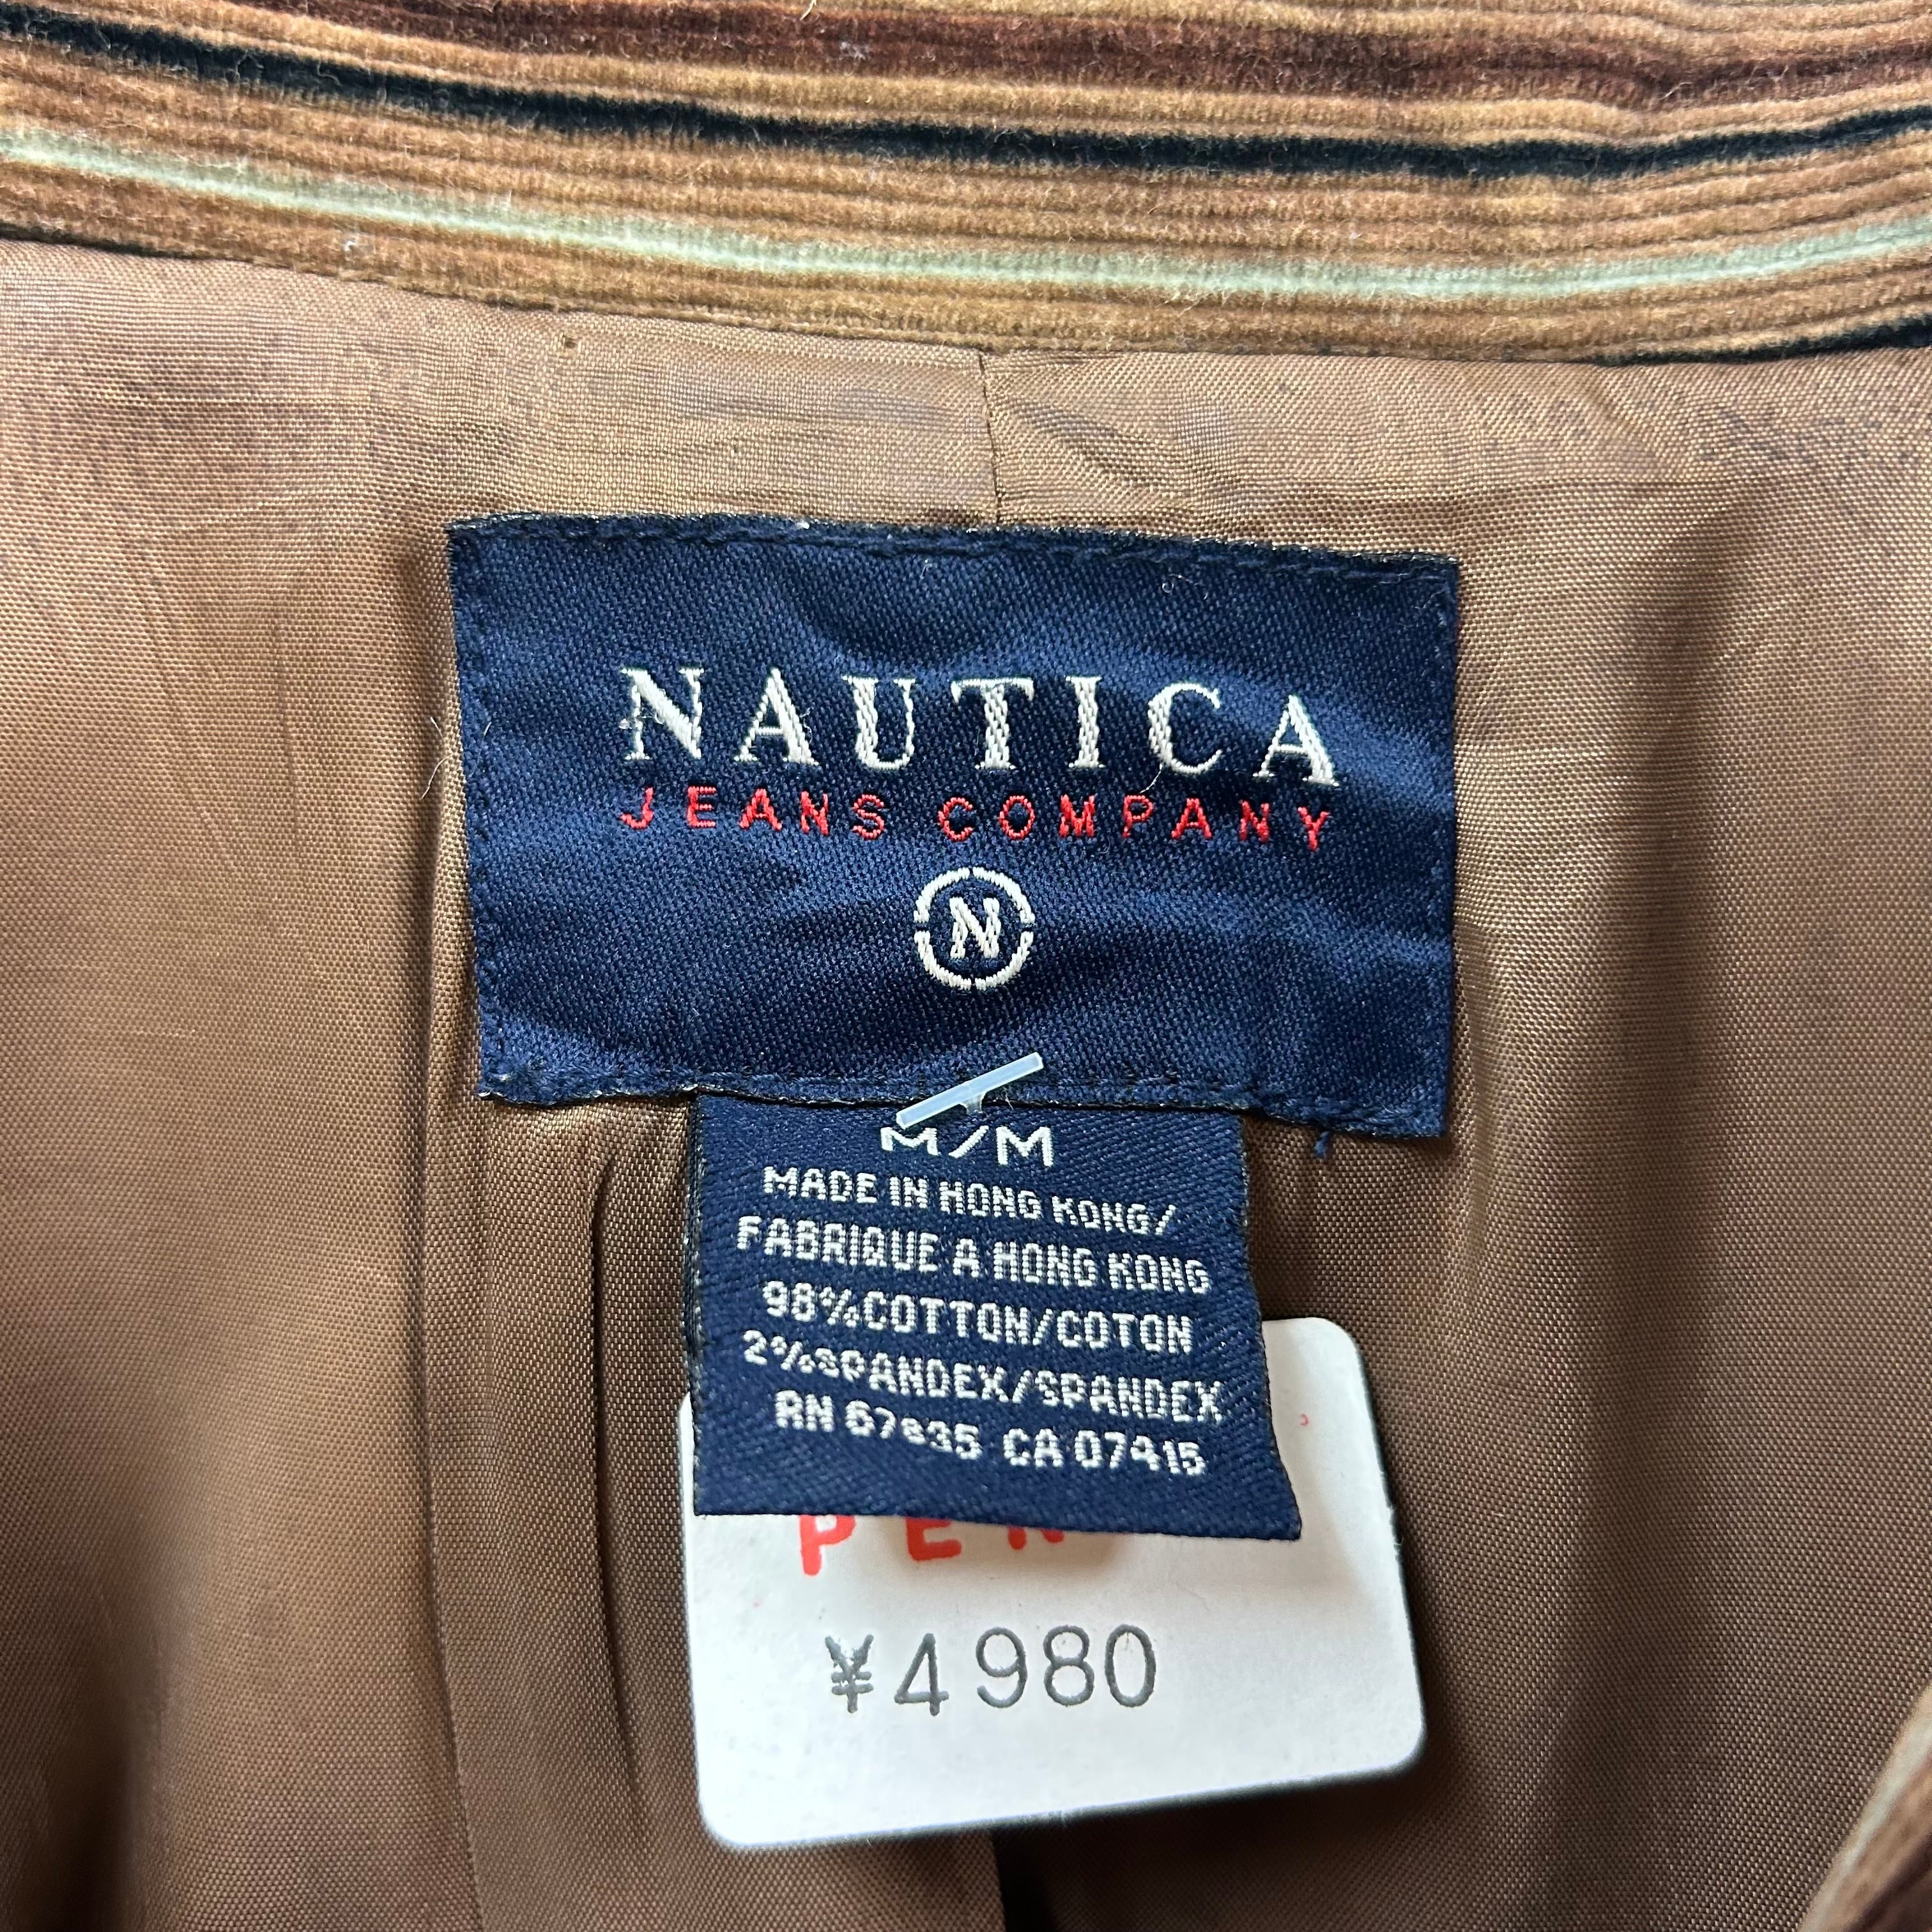 NAUTICA
JEANS COMPANY
N
M/M
MADE IN HONG KONG/
FABRIQUE A HONG KONG
98%COTTON/COTON
2%SPANDEX/SPANDEX
RN 67835 CA 07415
¥4980